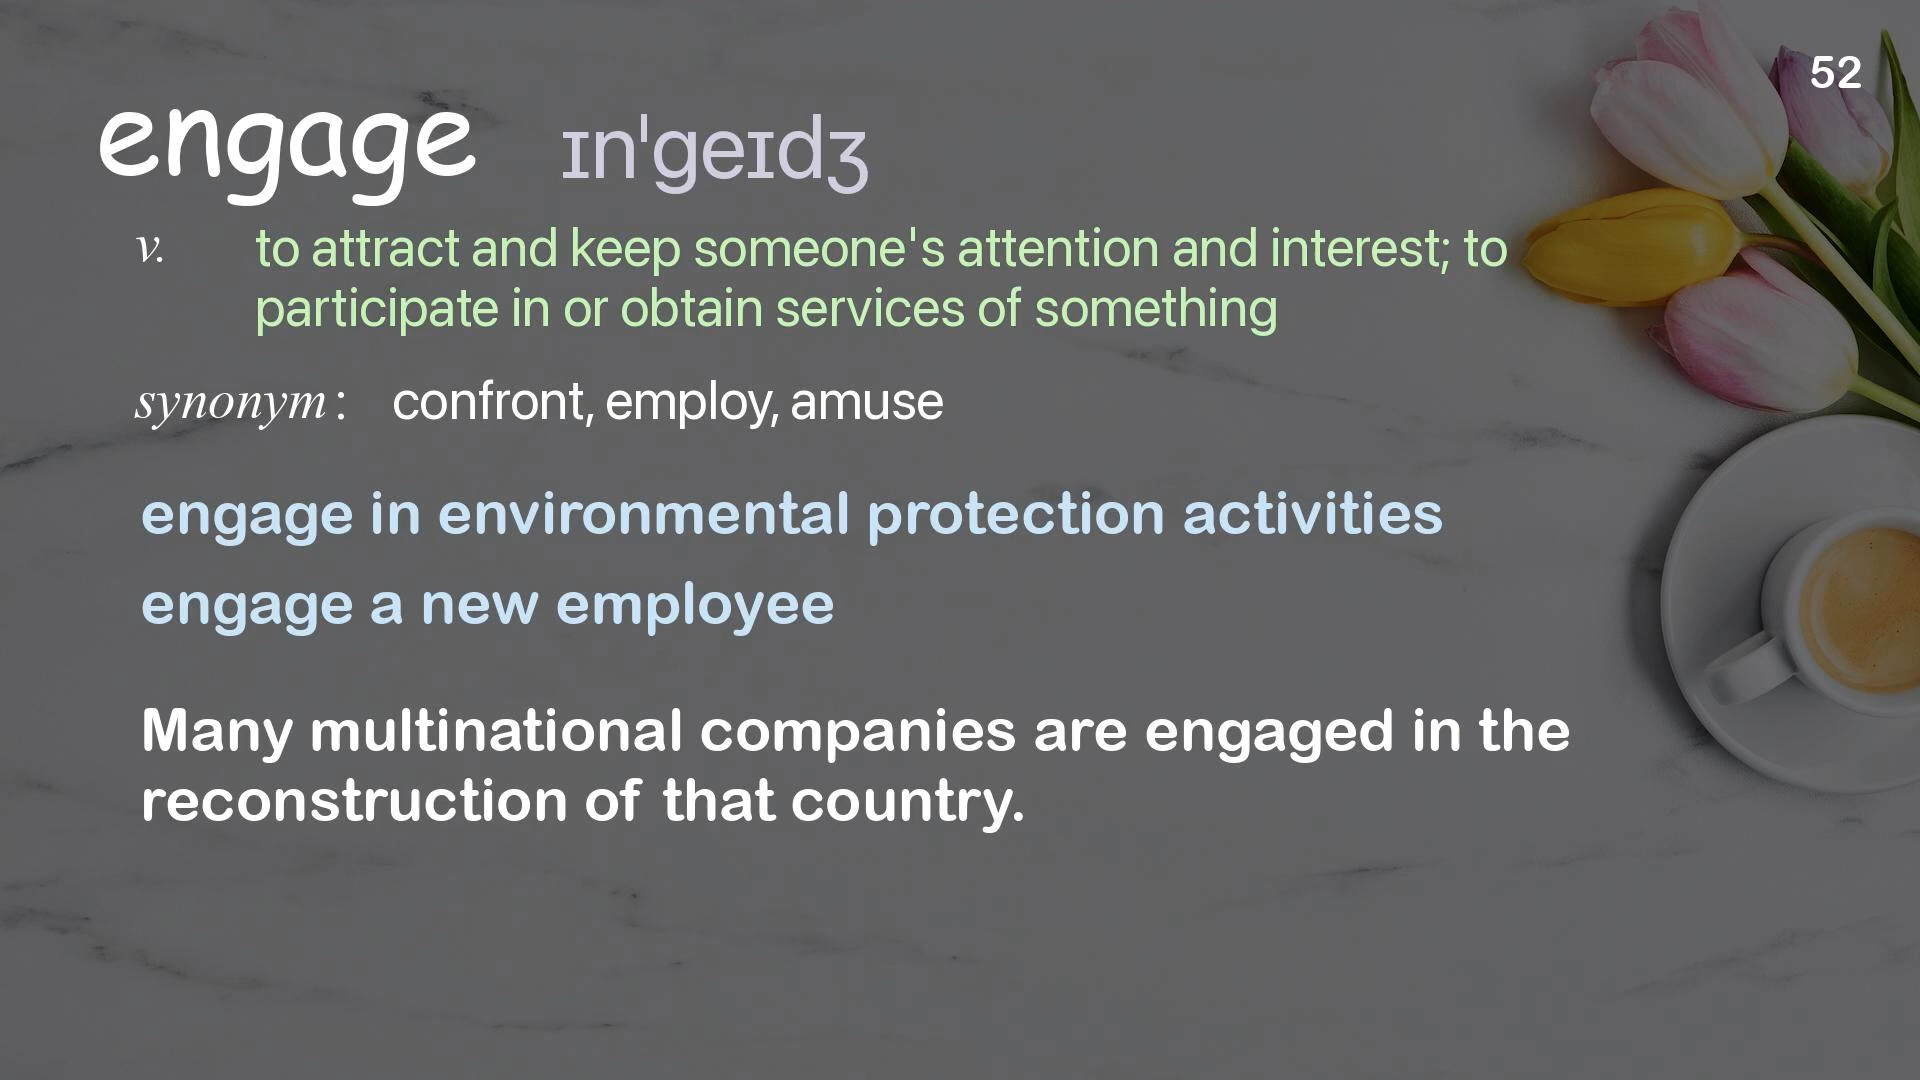 52
engage ɪnˈgeɪdʒ
v. to attract and keep someone's attention and interest; to
participate in or obtain services of something
synonym: confront, employ, amuse
engage in environmental protection activities
engage a new employee
Many multinational companies are engaged in the
reconstruction of that country.